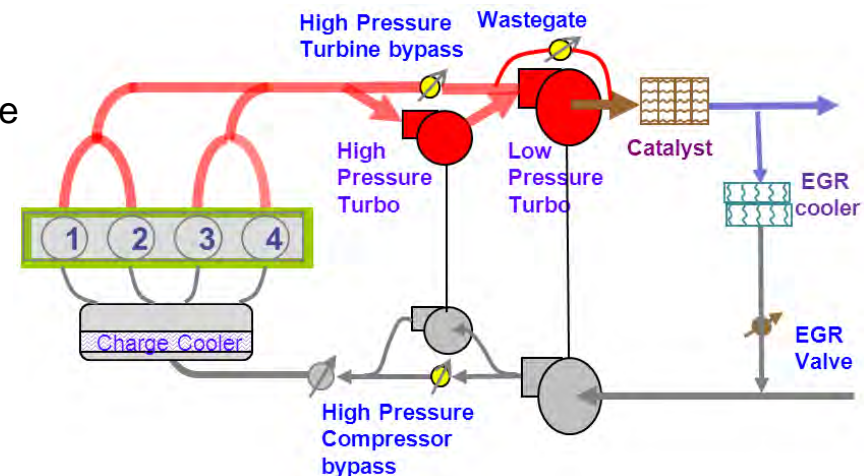 High Pressure
Turbine bypass
Wastegate
e
High
Pressure
Turbo
Low
Pressure
Turbo
Catalyst
EGR
cooler
1 2 3 4
Charge Cooler
EGR
Valve
High Pressure
Compressor
bypass